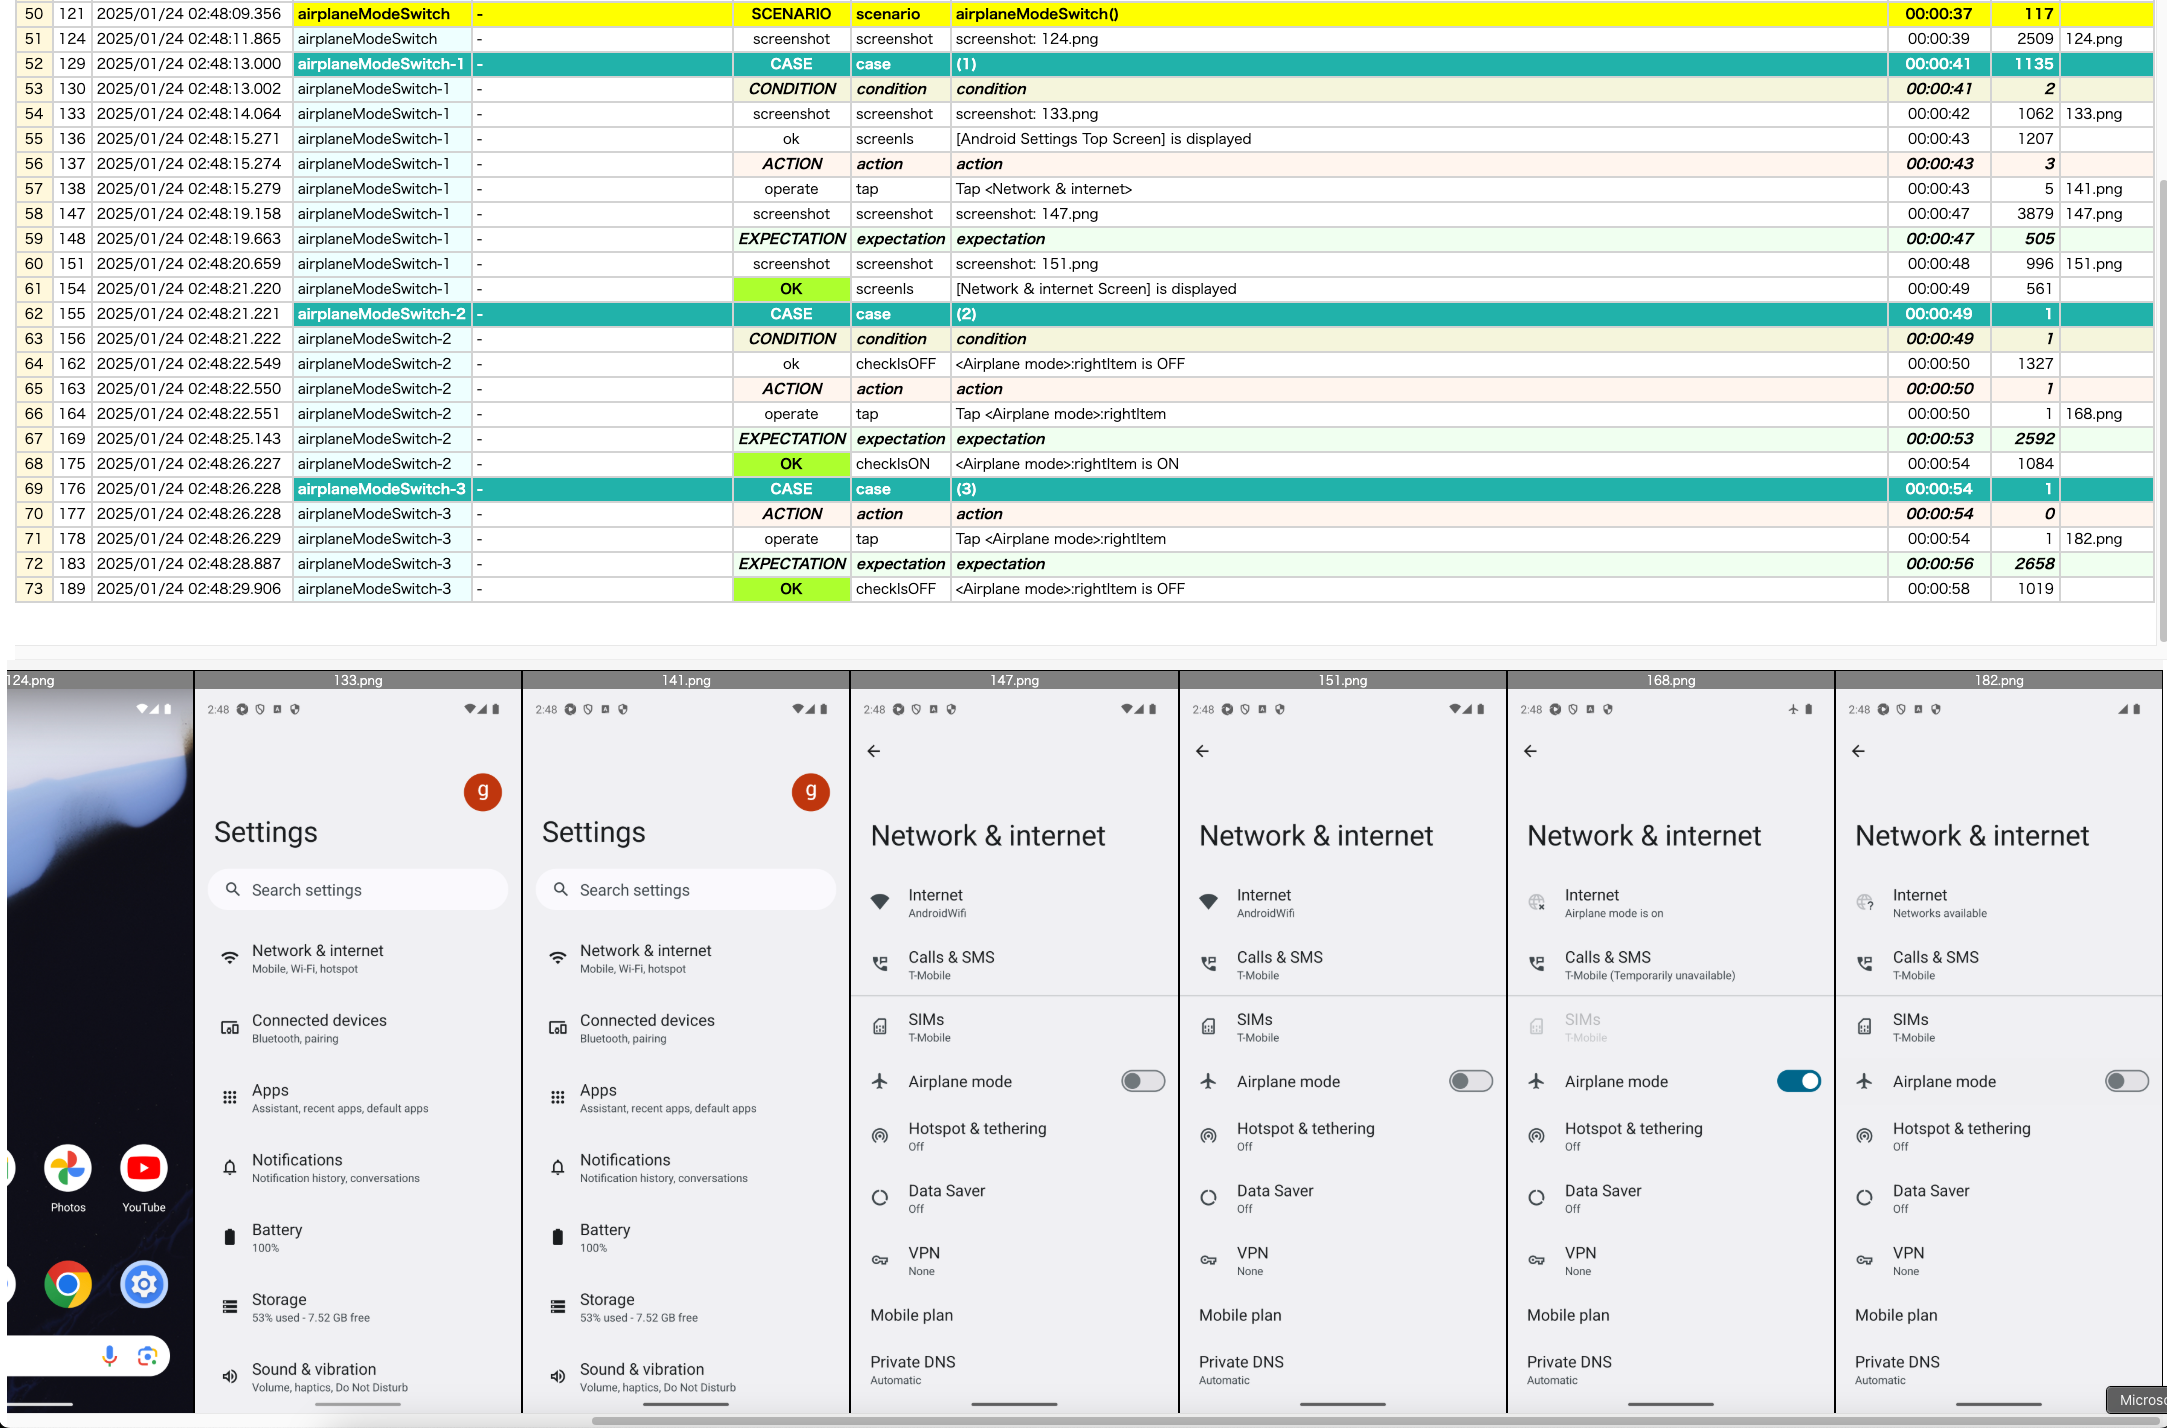 50 121 2025/01/24 02:48:09.356 airplaneModeSwitch - SCENARIO scenario airplaneModeSwitch() 00:00:37 117
51 124 2025/01/24 02:48:11.865 airplaneModeSwitch - screenshot screenshot screenshot: 124.png 00:00:39 2509 124.png
52 129 2025/01/24 02:48:13.000 airplaneModeSwitch-1 - CASE case (1) 00:00:41 1135
53 130 2025/01/24 02:48:13.002 airplaneModeSwitch-1 - CONDITION condition condition 00:00:41 2
54 133 2025/01/24 02:48:14.064 airplaneModeSwitch-1 - screenshot screenshot screenshot: 133.png 00:00:42 1062 133.png
55 136 2025/01/24 02:48:15.271 airplaneModeSwitch-1 - ok screenIs [Android Settings Top Screen] is displayed 00:00:43 1207
56 137 2025/01/24 02:48:15.274 airplaneModeSwitch-1 - ACTION action action 00:00:43 3
57 138 2025/01/24 02:48:15.279 airplaneModeSwitch-1 - operate tap Tap <Network & internet> 00:00:43 5 141.png
58 147 2025/01/24 02:48:19.158 airplaneModeSwitch-1 - screenshot screenshot screenshot: 147.png 00:00:47 3879 147.png
59 148 2025/01/24 02:48:19.663 airplaneModeSwitch-1 - EXPECTATION expectation expectation 00:00:47 505
60 151 2025/01/24 02:48:20.659 airplaneModeSwitch-1 - screenshot screenshot screenshot: 151.png 00:00:48 996 151.png
61 154 2025/01/24 02:48:21.220 airplaneModeSwitch-1 - OK screenIs [Network & internet Screen] is displayed 00:00:49 561
62 155 2025/01/24 02:48:21.221 airplaneModeSwitch-2 - CASE case (2) 00:00:49 1
63 156 2025/01/24 02:48:21.222 airplaneModeSwitch-2 - CONDITION condition condition 00:00:49 1
64 162 2025/01/24 02:48:22.549 airplaneModeSwitch-2 - ok checkIsOFF <Airplane mode>:rightItem is OFF 00:00:50 1327
65 163 2025/01/24 02:48:22.550 airplaneModeSwitch-2 - ACTION action action 00:00:50 1
66 164 2025/01/24 02:48:22.551 airplaneModeSwitch-2 - operate tap Tap <Airplane mode>:rightItem 00:00:50 1 168.png
67 169 2025/01/24 02:48:25.143 airplaneModeSwitch-2 - EXPECTATION expectation expectation 00:00:53 2592
68 175 2025/01/24 02:48:26.227 airplaneModeSwitch-2 - OK checkIsON <Airplane mode>:rightItem is ON 00:00:54 1084
69 176 2025/01/24 02:48:26.228 airplaneModeSwitch-3 - CASE case (3) 00:00:54 1
70 177 2025/01/24 02:48:26.228 airplaneModeSwitch-3 - ACTION action action 00:00:54 0
71 178 2025/01/24 02:48:26.229 airplaneModeSwitch-3 - operate tap Tap <Airplane mode>:rightItem 00:00:54 1 182.png
72 183 2025/01/24 02:48:28.887 airplaneModeSwitch-3 - EXPECTATION expectation expectation 00:00:56 2658
73 189 2025/01/24 02:48:29.906 airplaneModeSwitch-3 - OK checkIsOFF <Airplane mode>:rightItem is OFF 00:00:58 1019
124.png
Photos
YouTube
133.png
2:48
g
Settings
Search settings
Network & internet
Mobile, Wi-Fi, hotspot
Connected devices
Bluetooth, pairing
Apps
Assistant, recent apps, default apps
Notifications
Notification history, conversations
Battery
100%
Storage
53% used - 7.52 GB free
Sound & vibration
Volume, haptics, Do Not Disturb
141.png
2:48
g
Settings
Search settings
Network & internet
Mobile, Wi-Fi, hotspot
Connected devices
Bluetooth, pairing
Apps
Assistant, recent apps, default apps
Notifications
Notification history, conversations
Battery
100%
Storage
53% used - 7.52 GB free
Sound & vibration
Volume, haptics, Do Not Disturb
147.png
2:48
Network & internet
Internet
AndroidWifi
Calls & SMS
T-Mobile
SIMs
T-Mobile
Airplane mode
Hotspot & tethering
Off
Data Saver
Off
VPN
None
Mobile plan
Private DNS
Automatic
151.png
2:48
Network & internet
Internet
AndroidWifi
Calls & SMS
T-Mobile
SIMs
T-Mobile
Airplane mode
Hotspot & tethering
Off
Data Saver
Off
VPN
None
Mobile plan
Private DNS
Automatic
168.png
2:48
Network & internet
Internet
Airplane mode is on
Calls & SMS
T-Mobile (Temporarily unavailable)
SIMs
T-Mobile
Airplane mode
Hotspot & tethering
Off
Data Saver
Off
VPN
None
Mobile plan
Private DNS
Automatic
182.png
2:48
Network & internet
Internet
Networks available
Calls & SMS
T-Mobile
SIMs
T-Mobile
Airplane mode
Hotspot & tethering
Off
Data Saver
Off
VPN
None
Mobile plan
Private DNS
Automatic